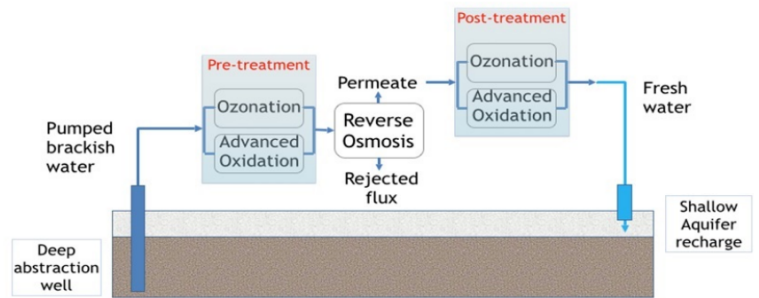 Post-treatment
Pre-treatment
Ozonation
Advanced
Oxidation
Permeate
Fresh
water
Pumped
brackish
water
Ozonation
Advanced
Oxidation
Reverse
Osmosis
Rejected
flux
Deep
abstraction
well
Shallow
Aquifer
recharge